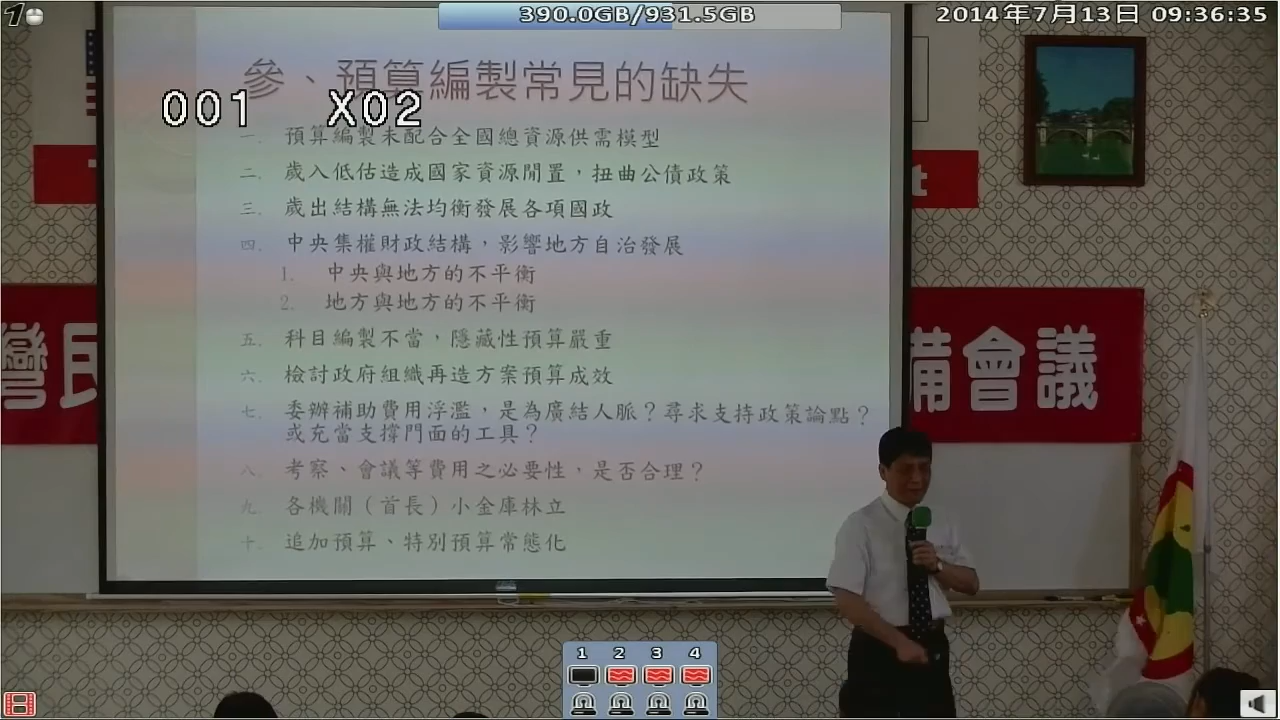 1
390.0GB/931.5GB
2014年7月13日 09:36:35
參、預算編製常見的缺失
001 X02
一. 預算編製未配合全國總資源供需模型
二. 歲入低估造成國家資源閒置，扭曲公債政策
三. 歲出結構無法均衡發展各項國政
四. 中央集權財政結構，影響地方自治發展
1. 中央與地方的不平衡
2. 地方與地方的不平衡
五. 科目編製不當，隱藏性預算嚴重
六. 檢討政府組織再造方案預算成效
七. 委辦補助費用浮濫，是為廣結人脈？尋求支持政策論點？
或充當支撐門面的工具？
八. 考察、會議等費用之必要性，是否合理？
九. 各機關（首長）小金庫林立
十. 追加預算、特別預算常態化
t
灣民
備會議
1 2 3 4